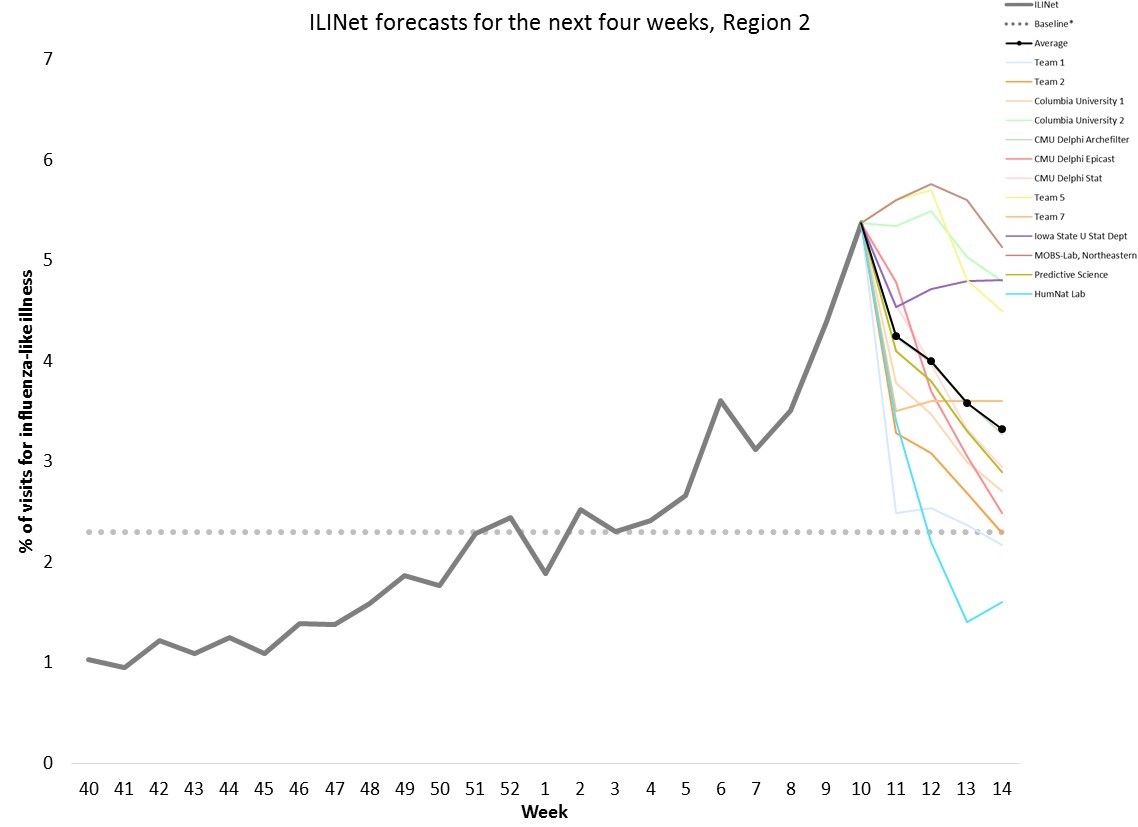 ILINet forecasts for the next four weeks, Region 2
ILINet
Baseline*
Average
Team 1
Team 2
Columbia University 1
Columbia University 2
CMU Delphi Archefilter
CMU Delphi Epicast
CMU Delphi Stat
Team 5
Team 7
Iowa State U Stat Dept
MOBS-Lab, Northeastern
Predictive Science
HumNat Lab
% of visits for influenza-like illness
7
6
5
4
3
2
1
0
40 41 42 43 44 45 46 47 48 49 50 51 52 1 2 3 4 5 6 7 8 9 10 11 12 13 14
Week